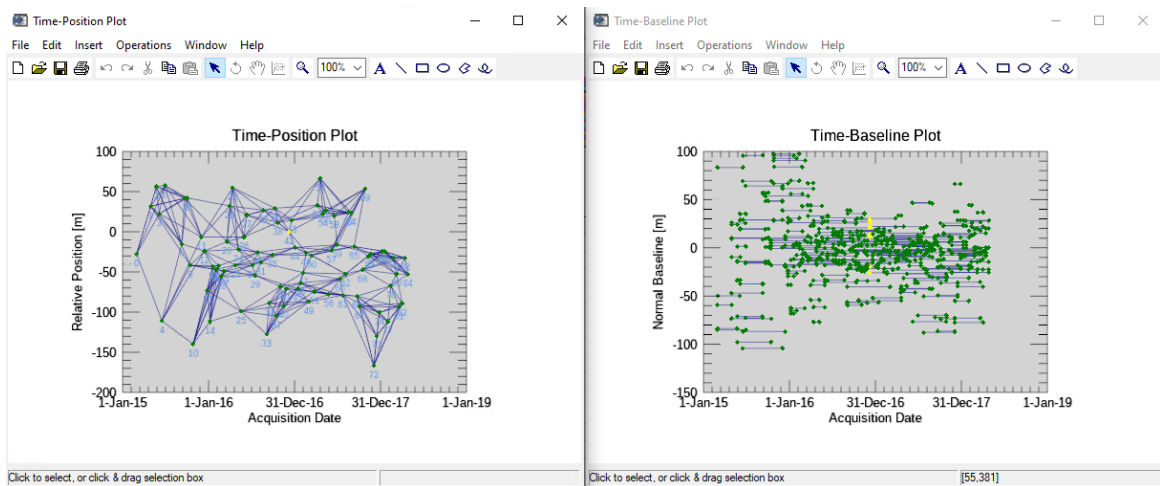 Time-Position Plot
File Edit Insert Operations Window Help
100%
Time-Position Plot
100
50
0
-50
-100
-150
-200
Relative Position [m]
0
4
10
14
25
33
29
49
72
1-Jan-15 1-Jan-16 31-Dec-16 31-Dec-17 1-Jan-19
Acquisition Date
Click to select, or click & drag selection box
Time-Baseline Plot
File Edit Insert Operations Window Help
100%
Time-Baseline Plot
100
50
0
-50
-100
-150
Normal Baseline [m]
1-Jan-15 1-Jan-16 31-Dec-16 31-Dec-17 1-Jan-19
Acquisition Date
Click to select, or click & drag selection box
[55,381]